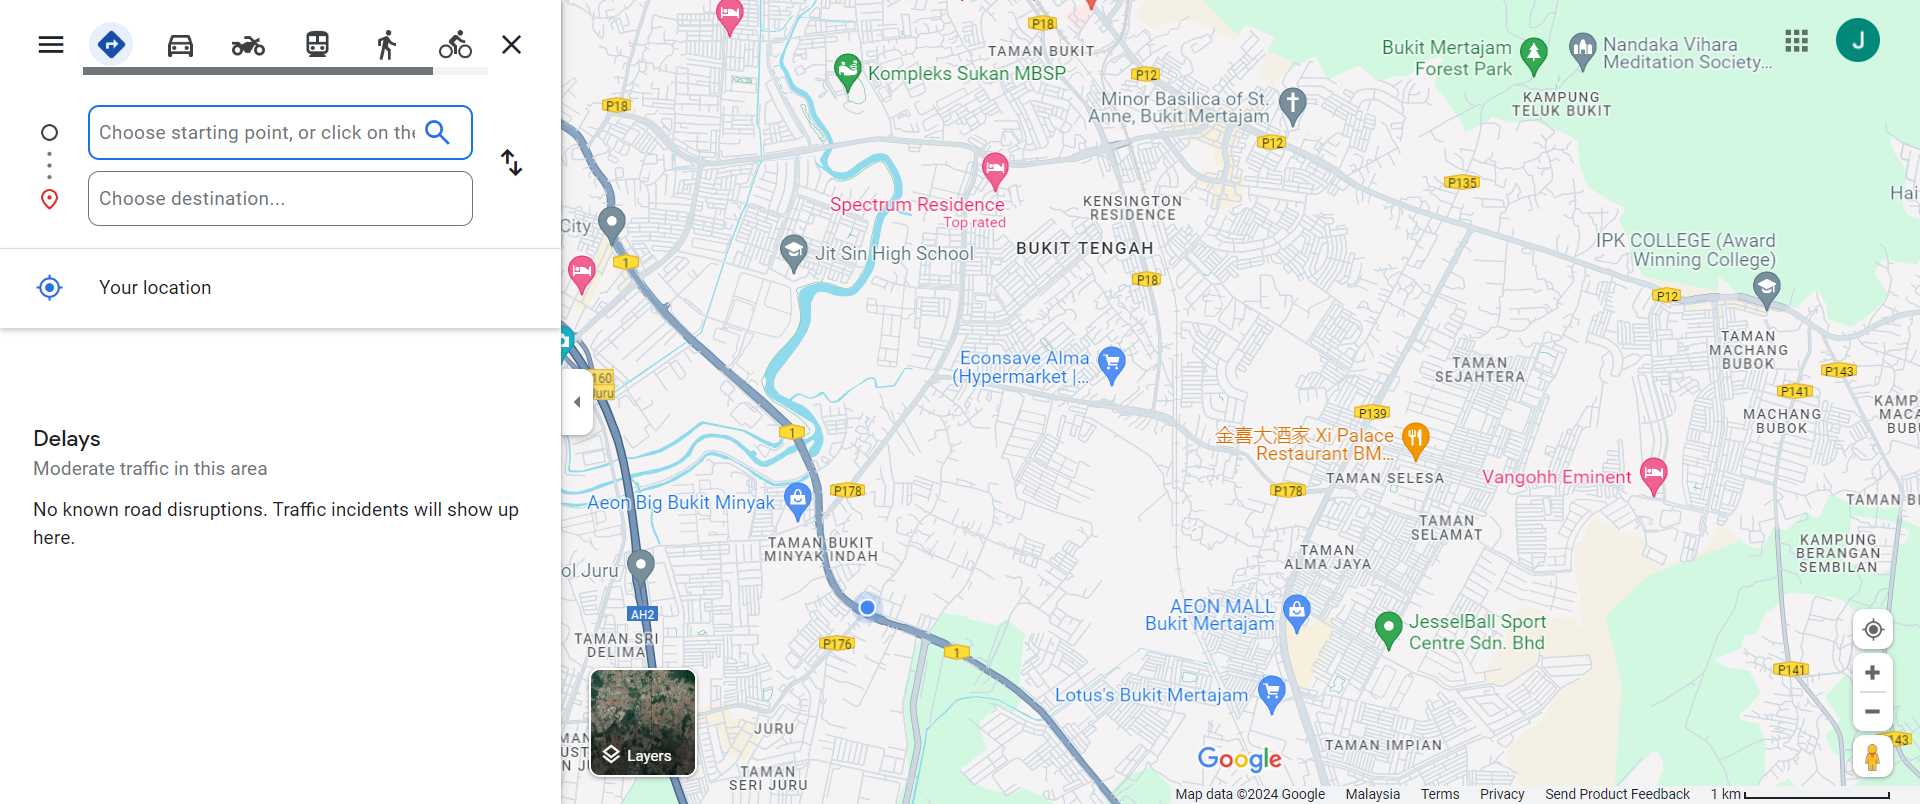 Choose starting point, or click on the
Choose destination...
Your location
Delays
Moderate traffic in this area
No known road disruptions. Traffic incidents will show up
here.
P18
TAMAN BUKIT
Kompleks Sukan MBSP
P12
P18
Minor Basilica of St.
Anne, Bukit Mertajam
P12
Bukit Mertajam
Forest Park
Nandaka Vihara
Meditation Society...
J
KAMPUNG
TELUK BUKIT
P135
Hai
Spectrum Residence
Top rated
KENSINGTON
RESIDENCE
City
1
Jit Sin High School
BUKIT TENGAH
P18
IPK COLLEGE (Award
Winning College)
P12
TAMAN
MACHANG
BUBOK
P143
P141
MACHANG
BUBOK
KAMP
MACA
BUB
160
Juru
Econsave Alma
(Hypermarket |...
TAMAN
SEJAHTERA
P139
1
金喜大酒家 Xi Palace
Restaurant BM...
TAMAN SELESA
Vangohh Eminent
P178
P178
Aeon Big Bukit Minyak
TAMAN BUKIT
MINYAK INDAH
TAMAN
SELAMAT
TAMAN
ALMA JAYA
TAMAN B
KAMPUNG
BERANGAN
SEMBILAN
ol Juru
AH2
TAMAN SRI
DELIMA
P176
1
AEON MALL
Bukit Mertajam
JesselBall Sport
Centre Sdn. Bhd
P141
Lotus's Bukit Mertajam
Layers
JURU
TAMAN
SERI JURU
MAN
UST
N J
TAMAN IMPIAN
143
Google
Map data ©2024 Google
Malaysia
Terms
Privacy
Send Product Feedback
1 km